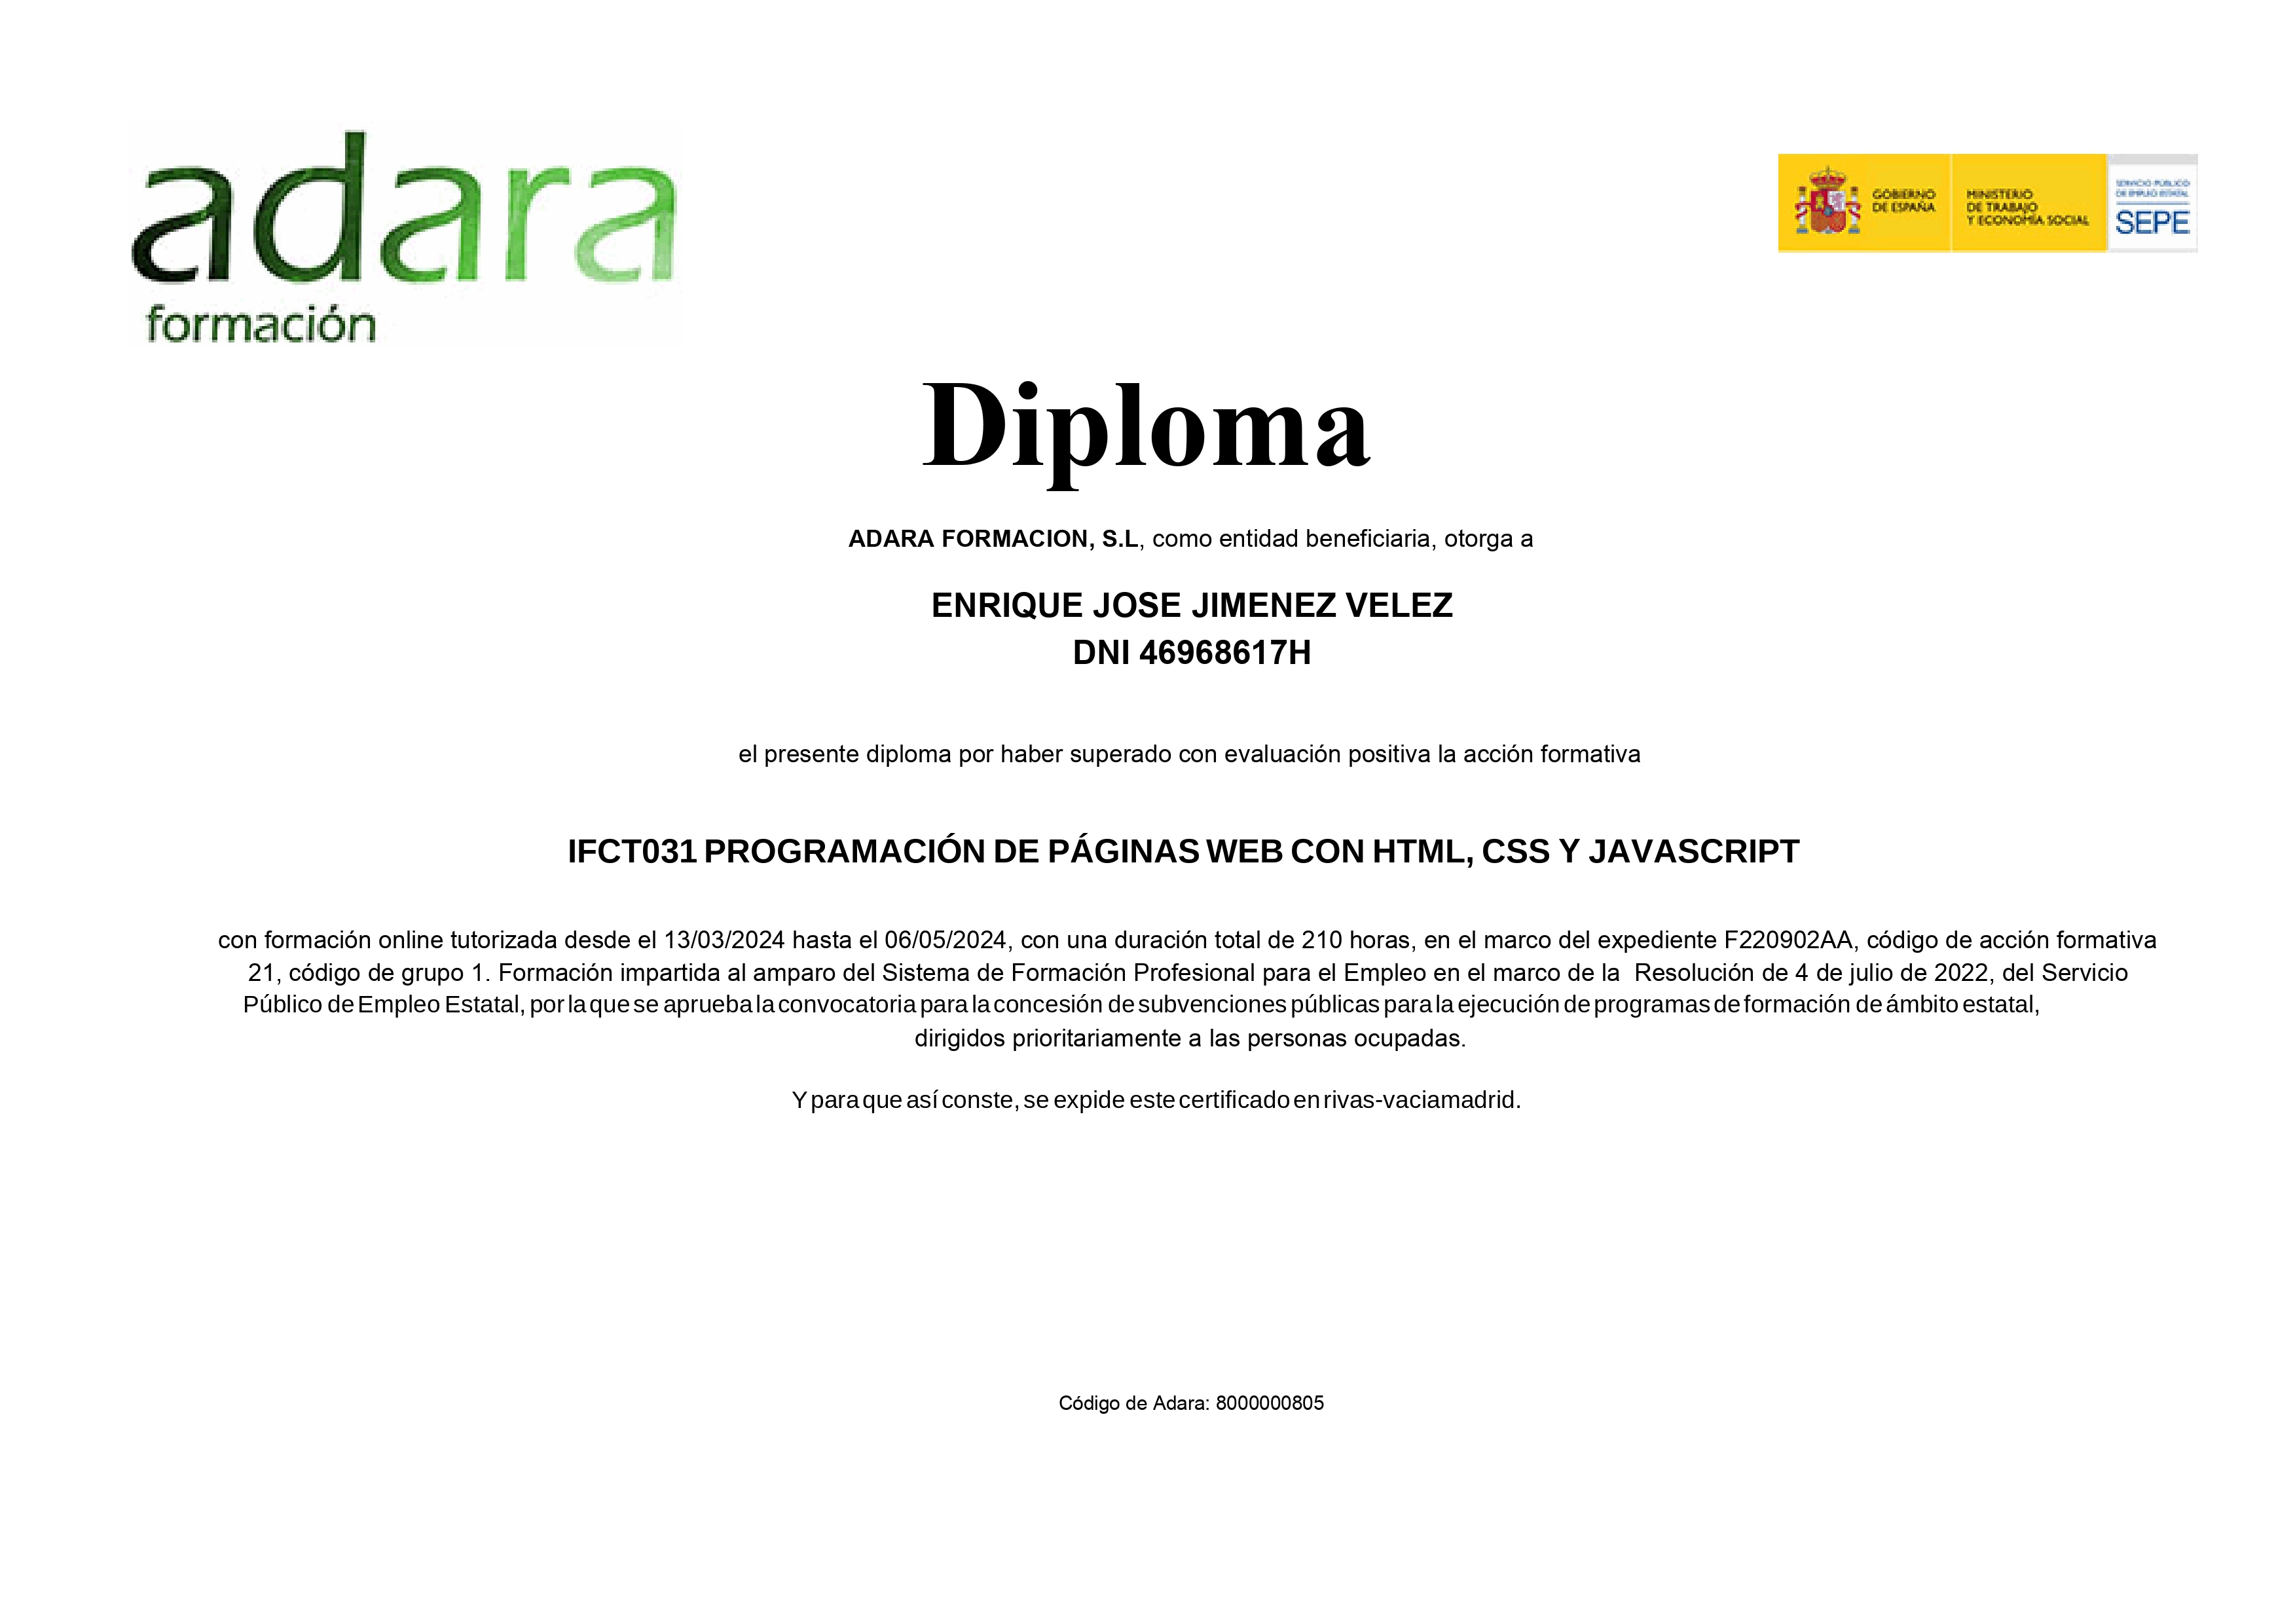 adara
formación
GOBIERNO
DE ESPAÑA
MINISTERIO
DE TRABAJO
Y ECONOMÍA SOCIAL
SERVICIO PÚBLICO
DE EMPLEO ESTATAL
SEPE
Diploma
ADARA FORMACION, S.L, como entidad beneficiaria, otorga a
ENRIQUE JOSE JIMENEZ VELEZ
DNI 46968617H
el presente diploma por haber superado con evaluación positiva la acción formativa
IFCT031 PROGRAMACIÓN DE PÁGINAS WEB CON HTML, CSS Y JAVASCRIPT
con formación online tutorizada desde el 13/03/2024 hasta el 06/05/2024, con una duración total de 210 horas, en el marco del expediente F220902AA, código de acción formativa
21, código de grupo 1. Formación impartida al amparo del Sistema de Formación Profesional para el Empleo en el marco de la Resolución de 4 de julio de 2022, del Servicio
Público de Empleo Estatal, por la que se aprueba la convocatoria para la concesión de subvenciones públicas para la ejecución de programas de formación de ámbito estatal,
dirigidos prioritariamente a las personas ocupadas.
Y para que así conste, se expide este certificado en rivas-vaciamadrid.
Código de Adara: 8000000805